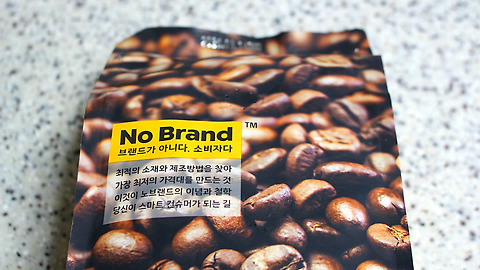 No Brand™
브랜드가 아니다. 소비자다
최적의 소재와 제조방법을 찾아
가장 최저의 가격대를 만드는 것
이것이 노브랜드의 이념과 철학
당신이 스마트 컨슈머가 되는 길